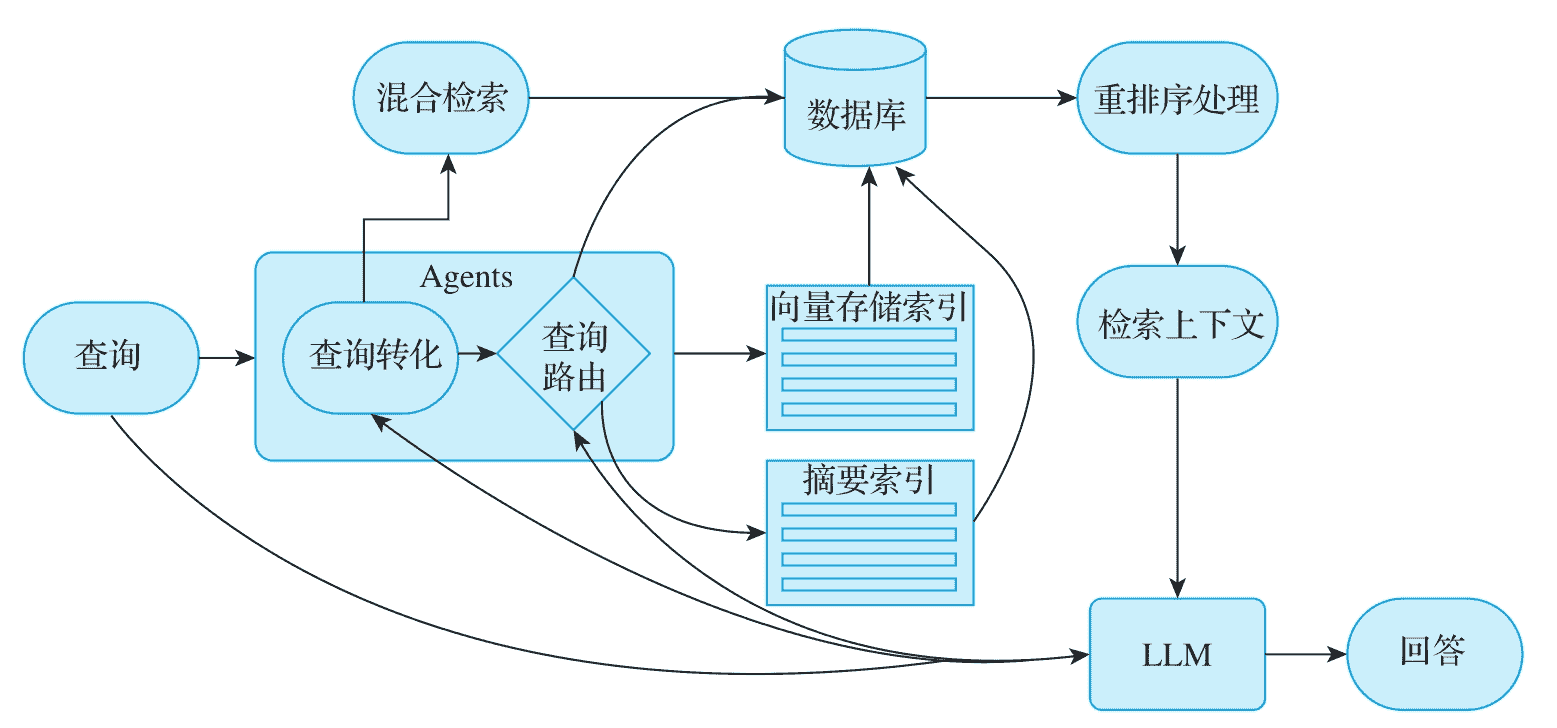 混合检索
数据库
重排序处理
Agents
查询
查询转化
查询
路由
向量存储索引
检索上下文
摘要索引
LLM
回答